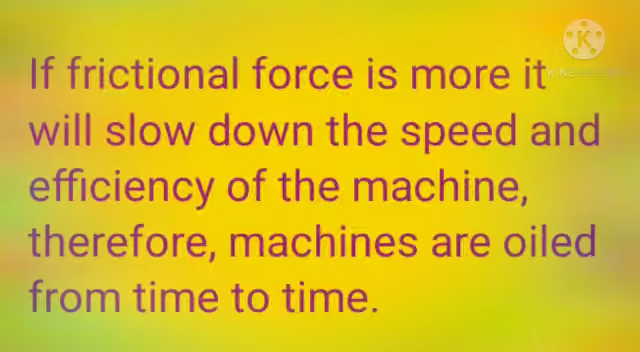 If frictional force is more it
will slow down the speed and
efficiency of the machine,
therefore, machines are oiled
from time to time.